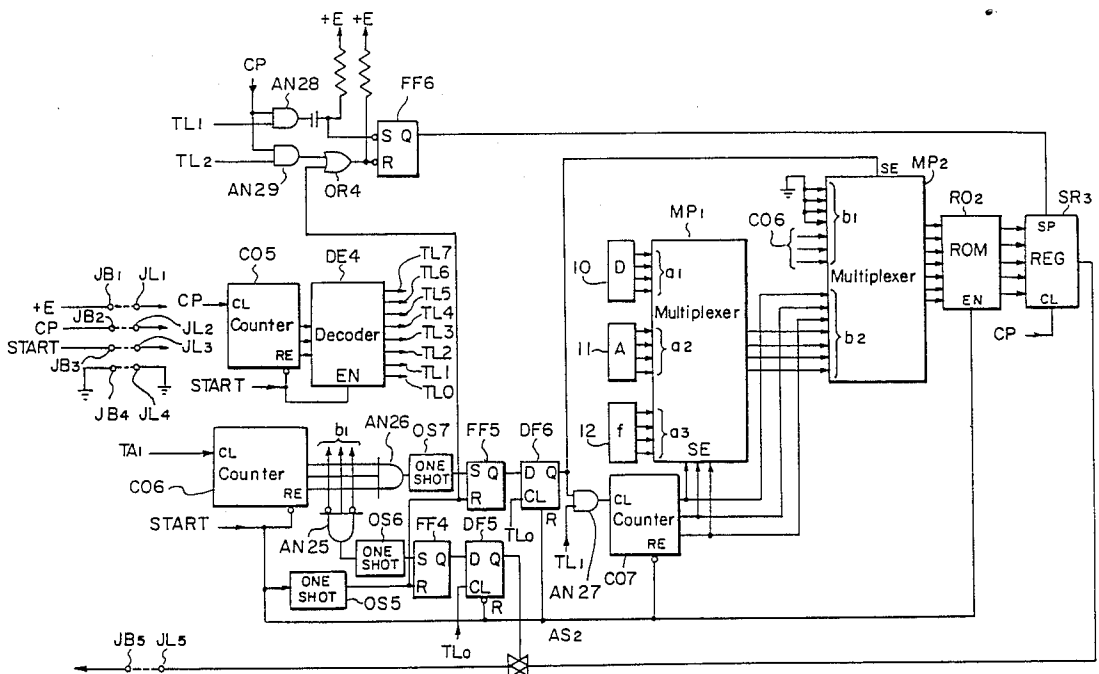 +E +E
CP
AN28
FF6
TL1
S Q
R
TL2
AN29
OR4
SE
MP2
CO6
b1
RO2
SR3
MP1
10
D
a1
Multiplexer
11
A
a2
12
f
a3
SE
Multiplexer
b2
ROM
EN
SP
REG
CL
CP
JB1 JL1
+E
CP
JB2
JL2
START
JL3
JB3
JB4 JL4
CO5
CP
CL
Counter
RE
START
DE4
Decoder
EN
TL7
TL6
TL5
TL4
TL3
TL2
TL1
TL0
TA1
CL
Counter
RE
CO6
START
b1
AN26
OS7
ONE SHOT
FF5
S Q
R
DF6
D Q
CL
R
TL0
AN25
OS6
ONE SHOT
FF4
S Q
R
DF5
D Q
CL
R
TL0
ONE SHOT
OS5
TL1
AN27
CL
Counter
RE
CO7
AS2
JB5 JL5